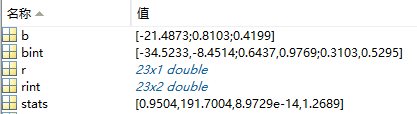 名称 值
b [-21.4873;0.8103;0.4199]
bint [-34.5233,-8.4514;0.6437,0.9769;0.3103,0.5295]
r 23x1 double
rint 23x2 double
stats [0.9504,191.7004,8.9729e-14,1.2689]